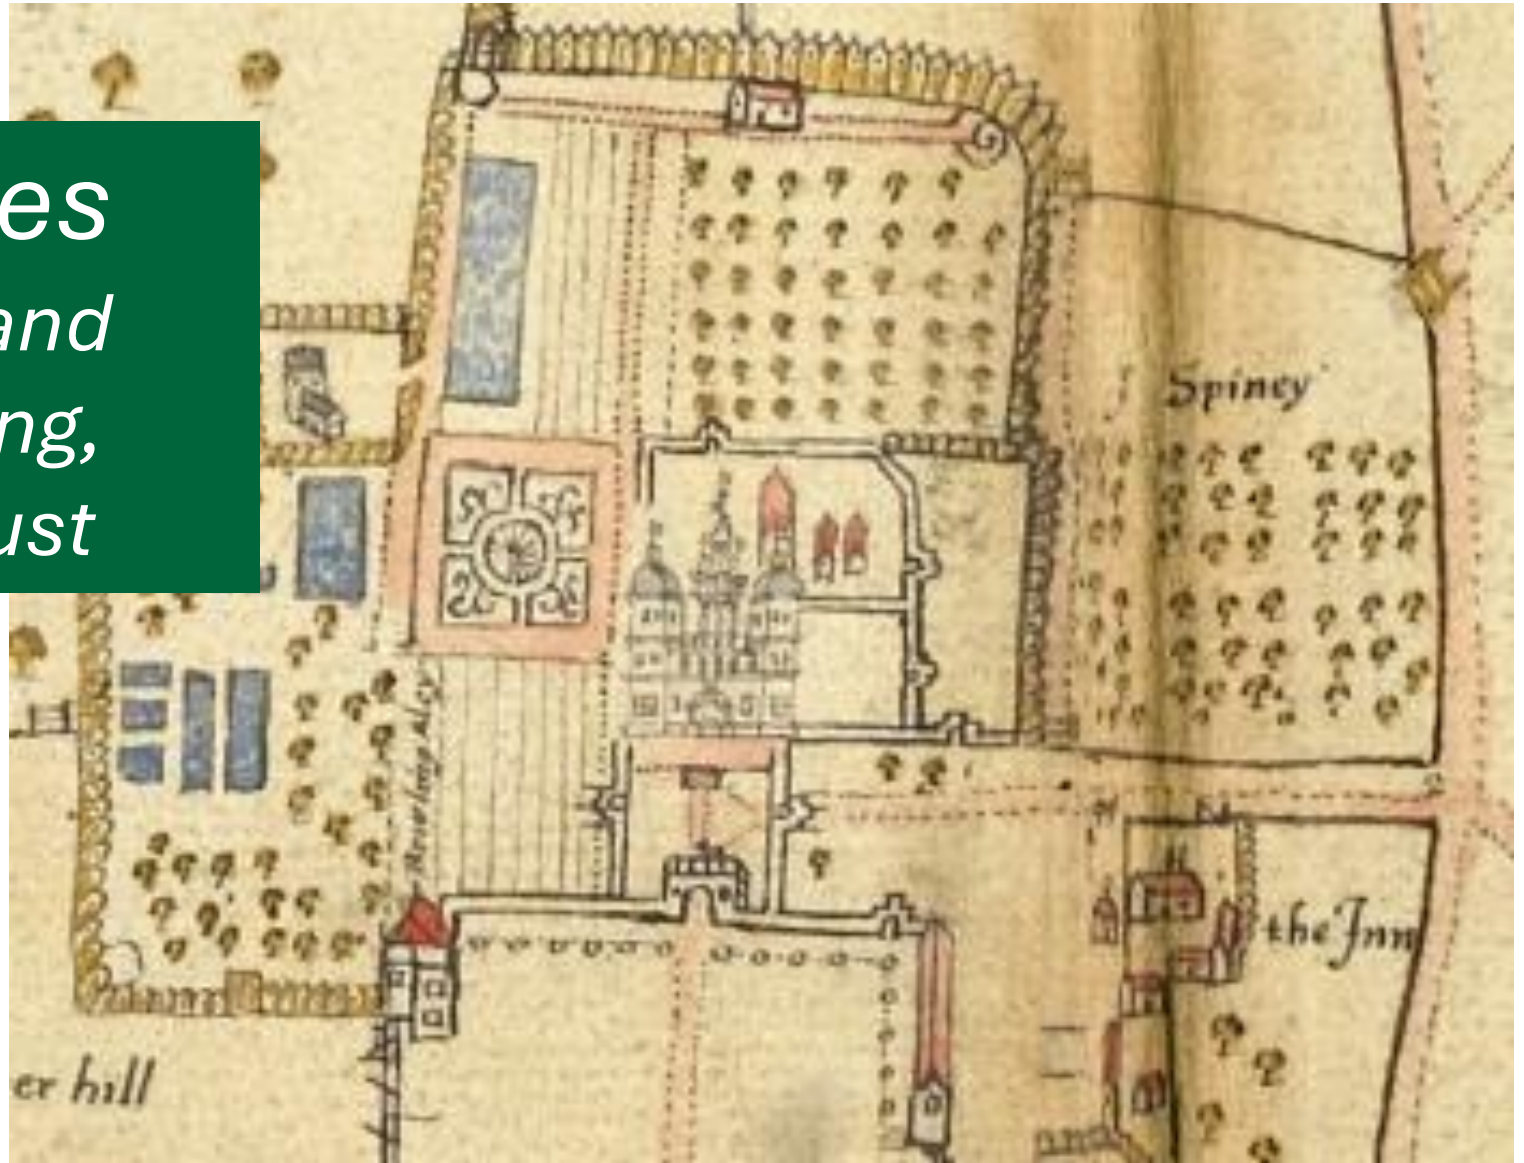 es
and
ng,
ust
Spiney
Bowling Aley
the Inn
er hill